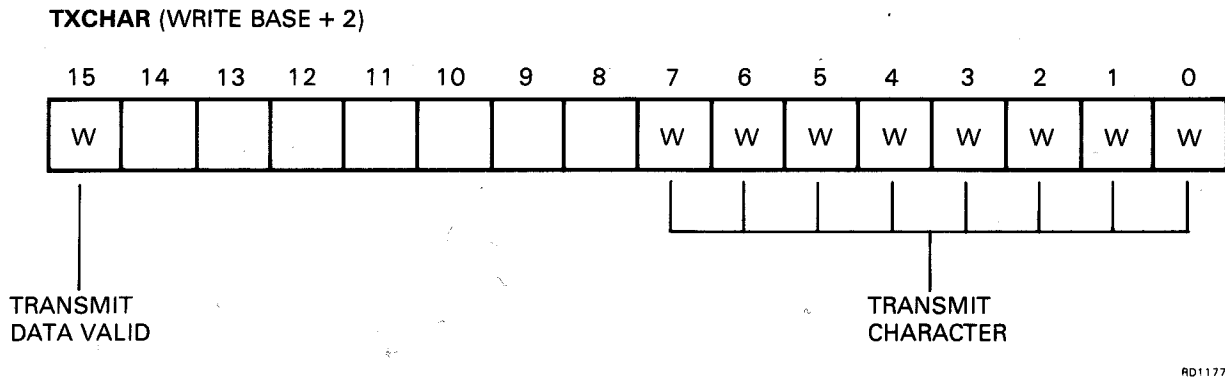 TXCHAR (WRITE BASE + 2)
15 14 13 12 11 10 9 8 7 6 5 4 3 2 1 0
W W W W W W W W W
TRANSMIT
DATA VALID
TRANSMIT
CHARACTER
RD1177